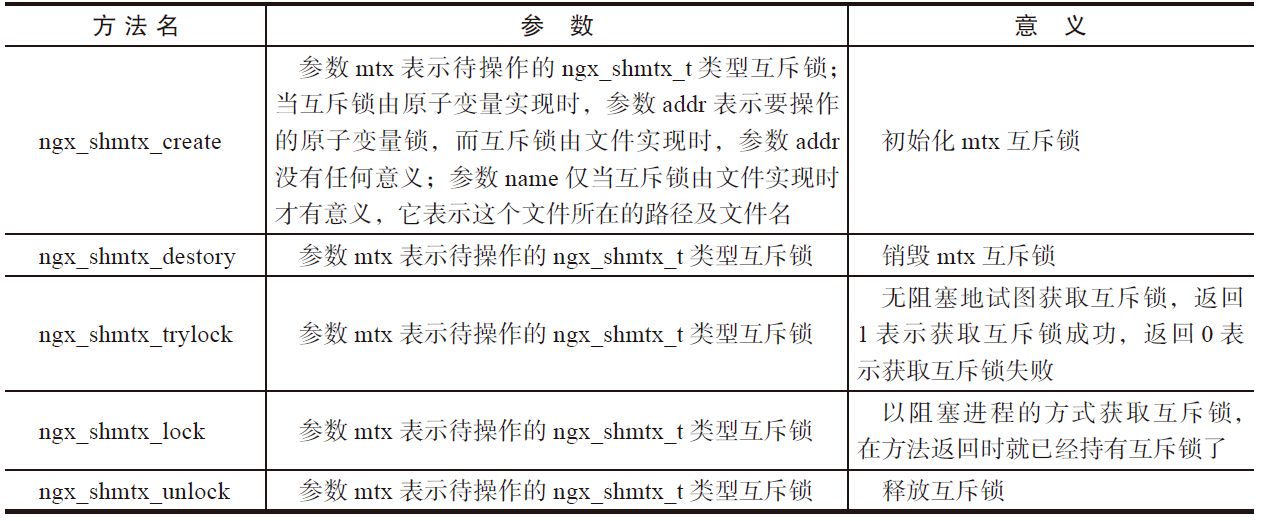 方法名 参数 意义
参数 mtx 表示待操作的 ngx_shmtx_t 类型互斥锁；
当互斥锁由原子变量实现时，参数 addr 表示要操作
ngx_shmtx_create 的原子变量锁，而互斥锁由文件实现时，参数 addr 初始化 mtx 互斥锁
没有任何意义；参数 name 仅当互斥锁由文件实现时
才有意义，它表示这个文件所在的路径及文件名
ngx_shmtx_destory 参数 mtx 表示待操作的 ngx_shmtx_t 类型互斥锁 销毁 mtx 互斥锁
无阻塞地试图获取互斥锁，返回
ngx_shmtx_trylock 参数 mtx 表示待操作的 ngx_shmtx_t 类型互斥锁 1 表示获取互斥锁成功，返回 0 表
示获取互斥锁失败
ngx_shmtx_lock 参数 mtx 表示待操作的 ngx_shmtx_t 类型互斥锁 以阻塞进程的方式获取互斥锁，
在方法返回时就已经持有互斥锁了
ngx_shmtx_unlock 参数 mtx 表示待操作的 ngx_shmtx_t 类型互斥锁 释放互斥锁